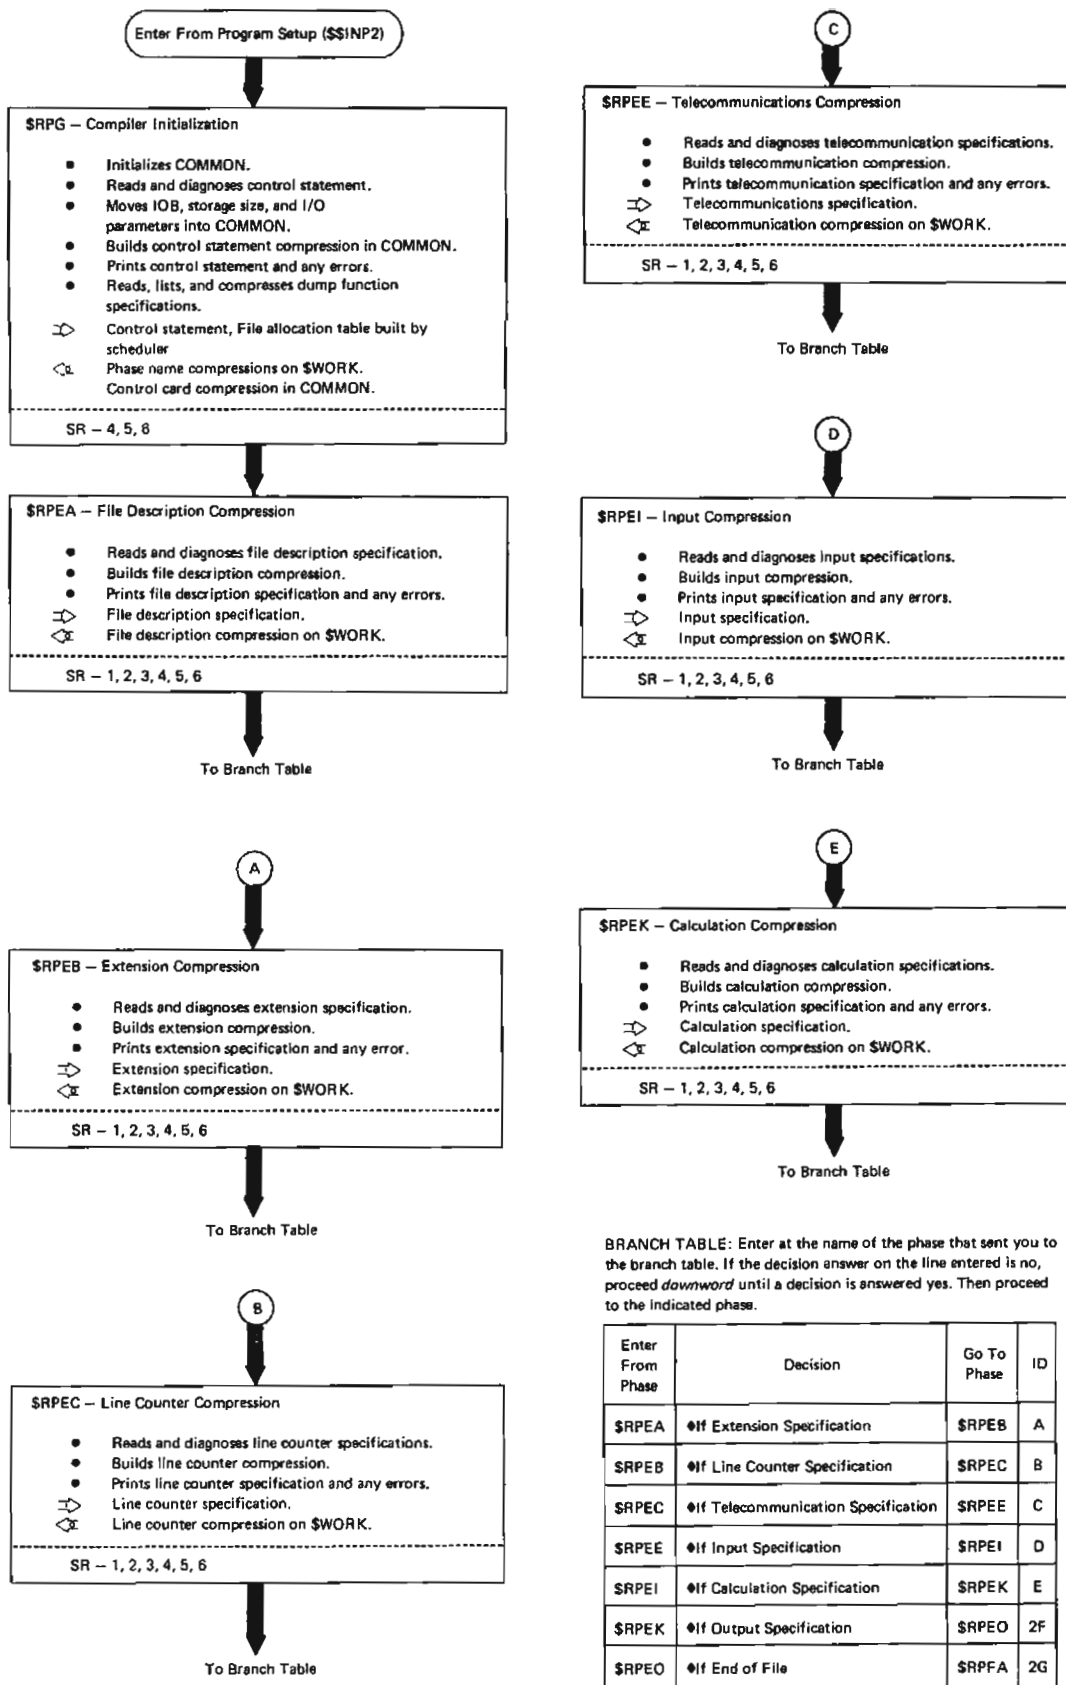 Enter From Program Setup ($SINP2)
$RPG – Compiler Initialization
● Initializes COMMON.
● Reads and diagnoses control statement.
● Moves IOB, storage size, and I/O
parameters into COMMON.
● Builds control statement compression in COMMON.
● Prints control statement and any errors.
● Reads, lists, and compresses dump function
specifications.
Control statement, File allocation table built by
scheduler
Phase name compressions on $WORK.
Control card compression in COMMON.
SR – 4, 5, 6
$RPEA – File Description Compression
● Reads and diagnoses file description specification.
● Builds file description compression.
● Prints file description specification and any errors.
File description specification.
File description compression on $WORK.
SR – 1, 2, 3, 4, 5, 6
To Branch Table
A
$RPEB – Extension Compression
● Reads and diagnoses extension specification.
● Builds extension compression.
● Prints extension specification and any error.
Extension specification.
Extension compression on $WORK.
SR – 1, 2, 3, 4, 5, 6
To Branch Table
B
$RPEC – Line Counter Compression
● Reads and diagnoses line counter specifications.
● Builds line counter compression.
● Prints line counter specification and any errors.
Line counter specification.
Line counter compression on $WORK.
SR – 1, 2, 3, 4, 5, 6
To Branch Table
C
$RPEE – Telecommunications Compression
● Reads and diagnoses telecommunication specifications.
● Builds telecommunication compression.
● Prints telecommunication specification and any errors.
Telecommunications specification.
Telecommunication compression on $WORK.
SR – 1, 2, 3, 4, 5, 6
To Branch Table
D
$RPEI – Input Compression
● Reads and diagnoses input specifications.
● Builds input compression.
● Prints input specification and any errors.
Input specification.
Input compression on $WORK.
SR – 1, 2, 3, 4, 5, 6
To Branch Table
E
$RPEK – Calculation Compression
● Reads and diagnoses calculation specifications.
● Builds calculation compression.
● Prints calculation specification and any errors.
Calculation specification.
Calculation compression on $WORK.
SR – 1, 2, 3, 4, 5, 6
To Branch Table
BRANCH TABLE: Enter at the name of the phase that sent you to
the branch table. If the decision answer on the line entered is no,
proceed downword until a decision is answered yes. Then proceed
to the indicated phase.
Enter From Phase Decision Go To Phase ID
$RPEA ♦If Extension Specification $RPEB A
$RPEB ♦If Line Counter Specification $RPEC B
$RPEC ♦If Telecommunication Specification $RPEE C
$RPEE ♦If Input Specification $RPEI D
$RPEI ♦If Calculation Specification $RPEK E
$RPEK ♦If Output Specification $RPEO 2F
$RPEO ♦If End of File $RPFA 2G